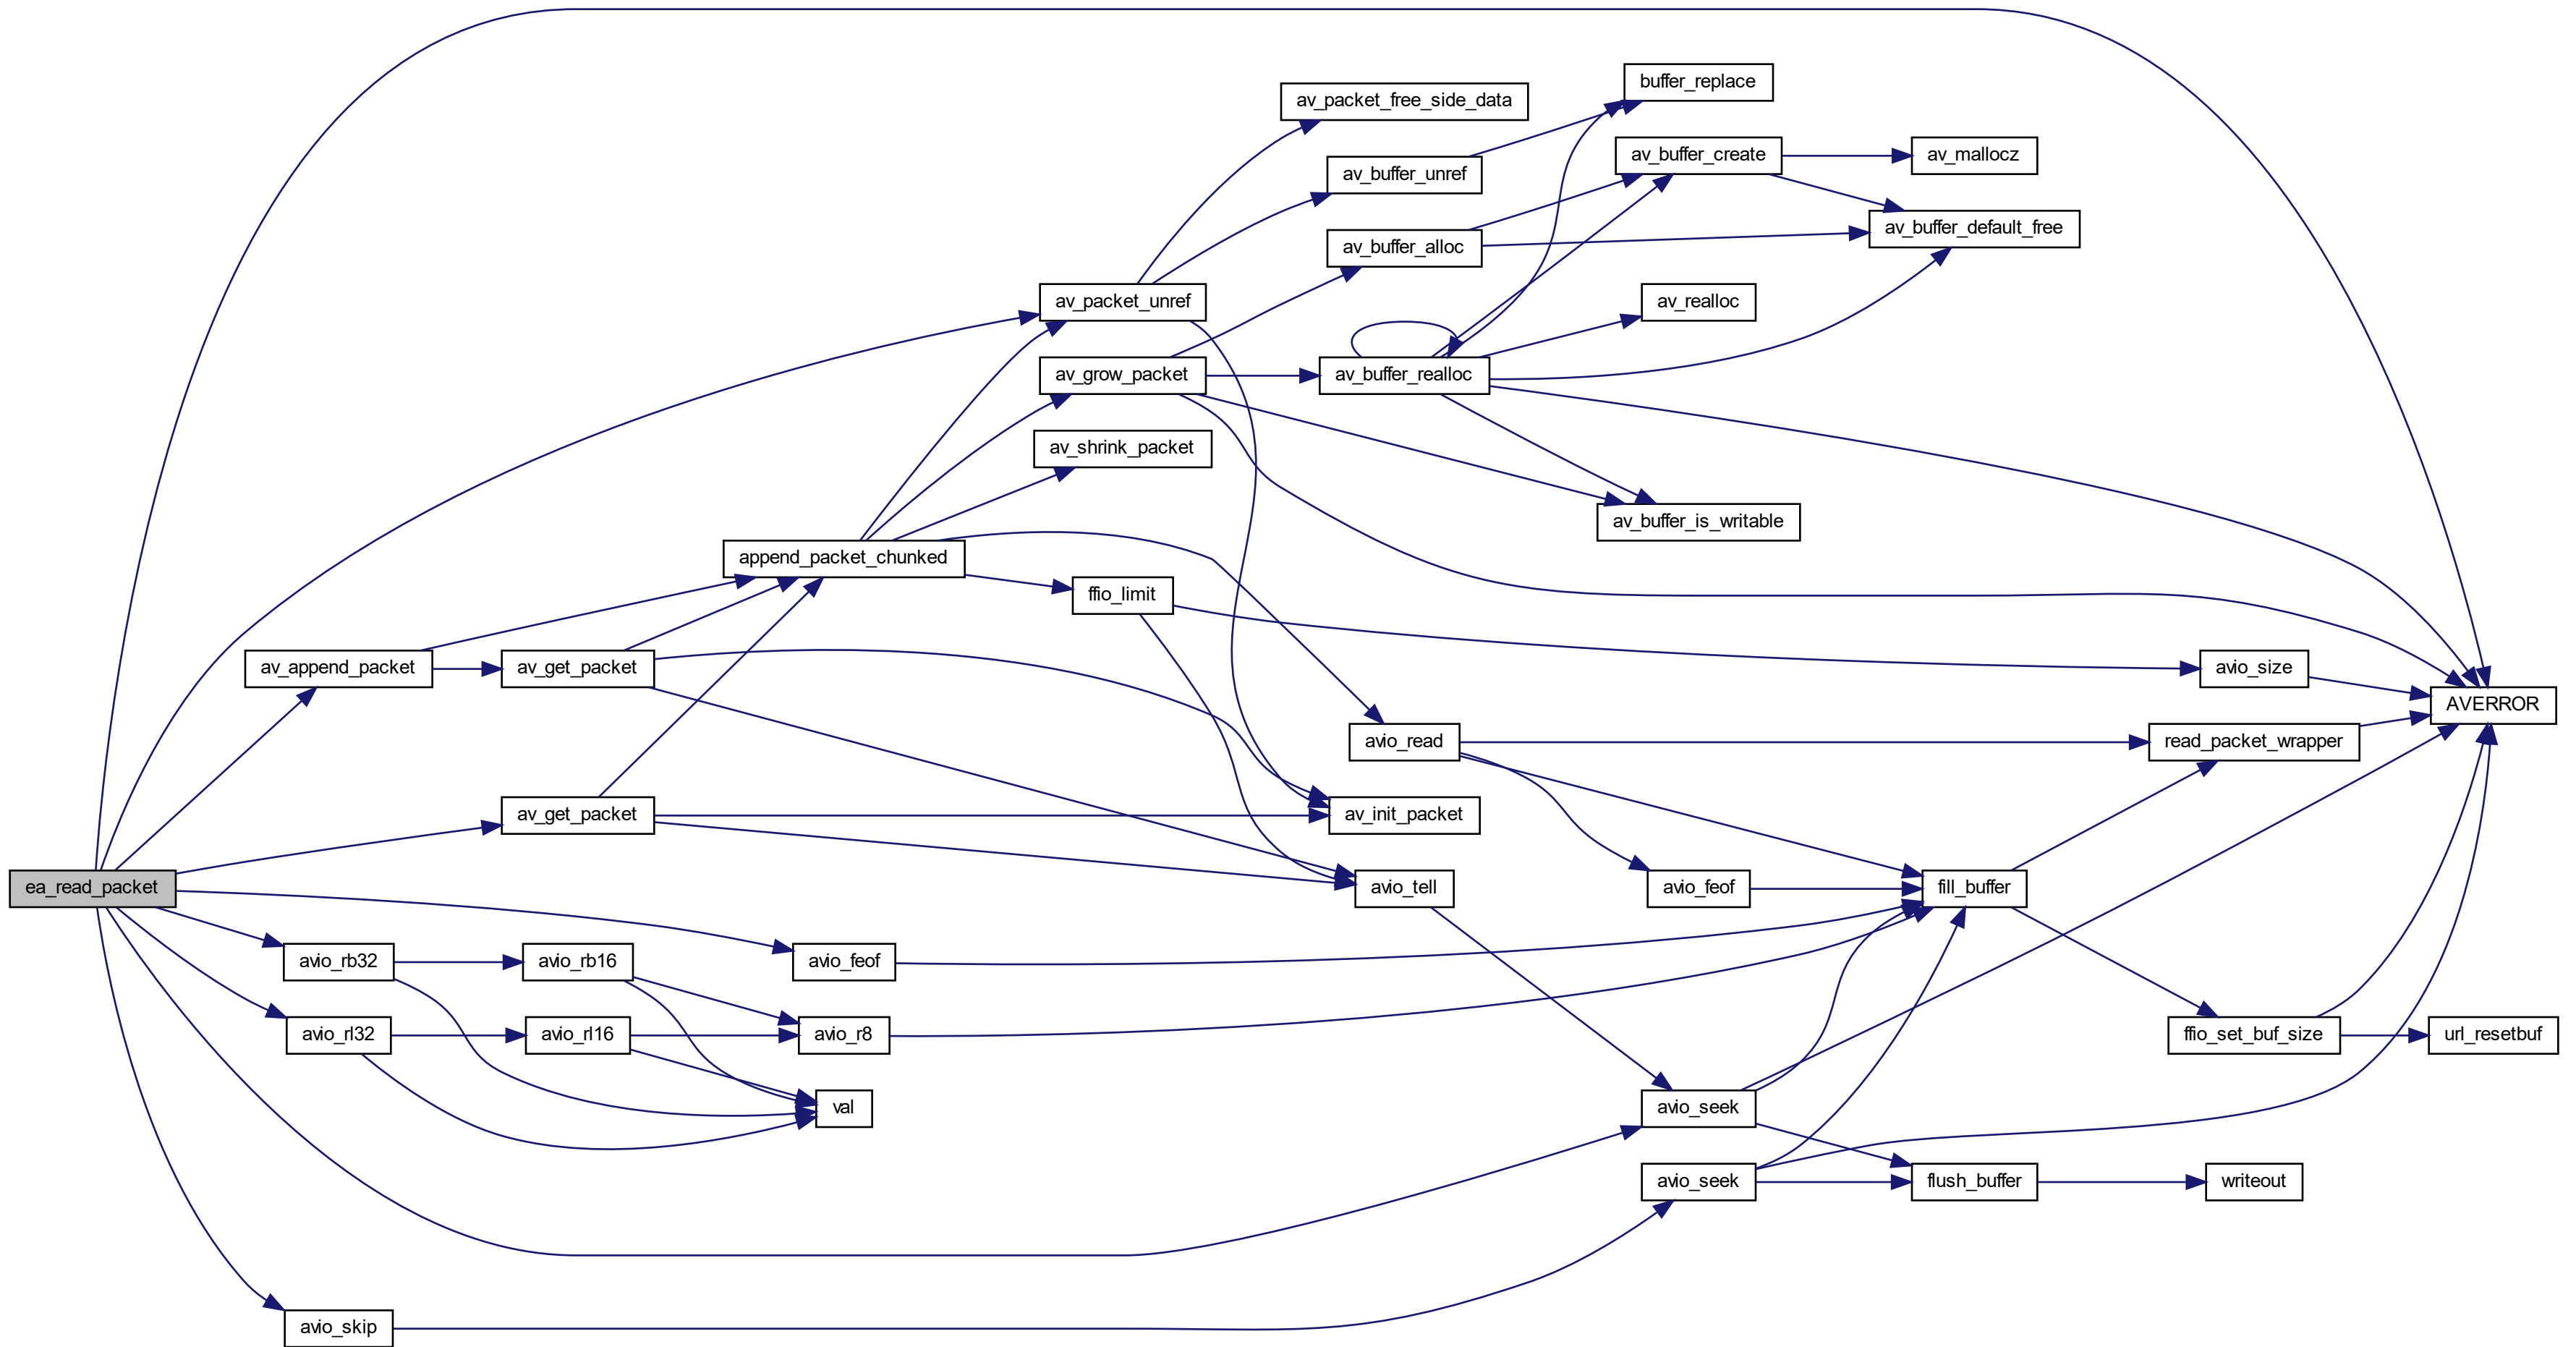 buffer_replace
av_packet_free_side_data
av_buffer_create
av_mallocz
av_buffer_unref
av_buffer_default_free
av_buffer_alloc
av_packet_unref
av_realloc
av_grow_packet
av_buffer_realloc
av_shrink_packet
av_buffer_is_writable
append_packet_chunked
ffio_limit
av_append_packet
av_get_packet
avio_size
AVERROR
avio_read
read_packet_wrapper
av_get_packet
av_init_packet
ea_read_packet
avio_tell
avio_feof
fill_buffer
avio_rb32
avio_rb16
avio_feof
avio_rl32
avio_rl16
avio_r8
ffio_set_buf_size
url_resetbuf
val
avio_seek
avio_seek
flush_buffer
writeout
avio_skip